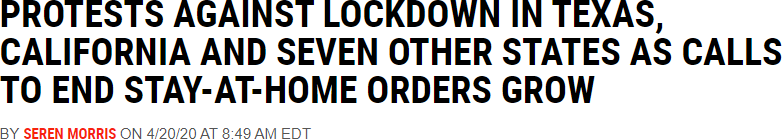 PROTESTS AGAINST LOCKDOWN IN TEXAS,
CALIFORNIA AND SEVEN OTHER STATES AS CALLS
TO END STAY-AT-HOME ORDERS GROW
BY SEREN MORRIS ON 4/20/20 AT 8:49 AM EDT